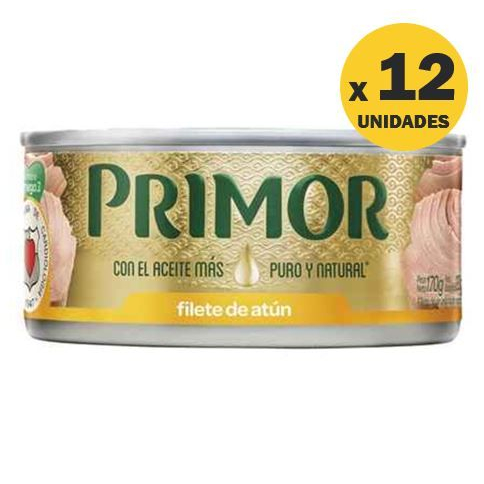 x 12
UNIDADES
PRIMOR
CON EL ACEITE MÁS PURO Y NATURAL*
filete de atún
170g